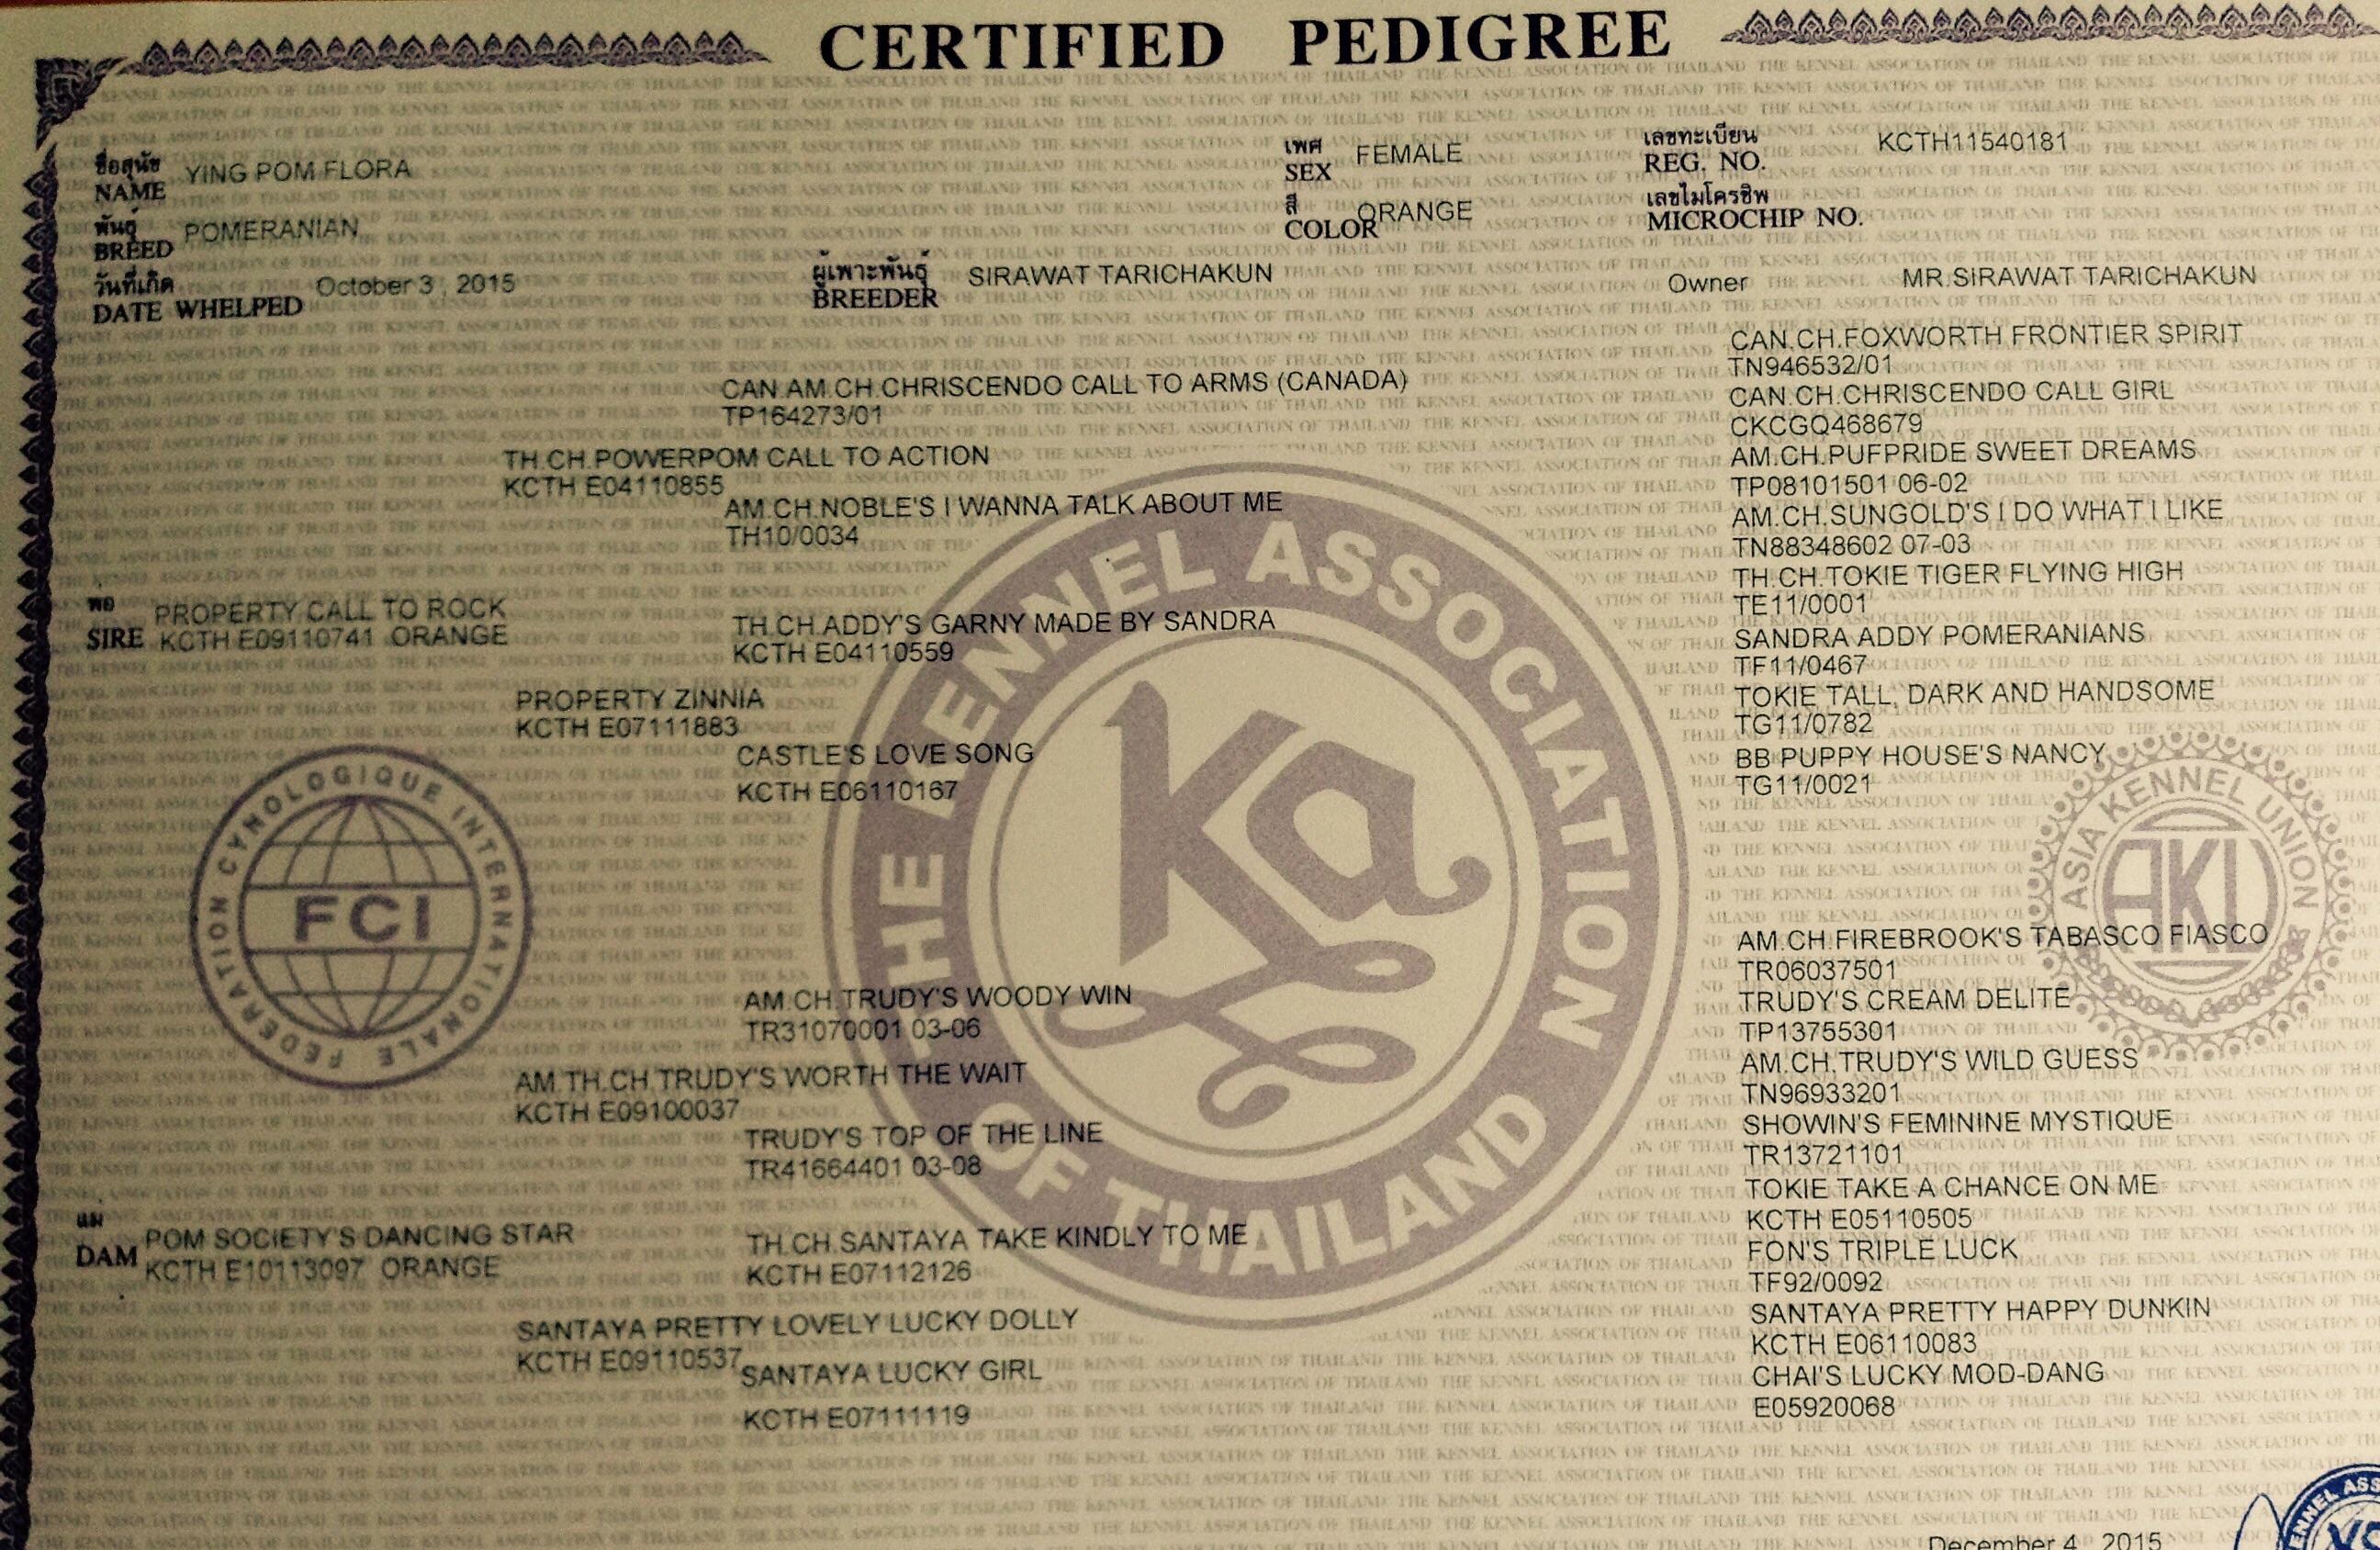 CERTIFIED PEDIGREE
ชื่อสุนัข
NAME YING POM FLORA
เพศ
SEX FEMALE
เลขทะเบียน
REG. NO. KCTH11540181
พันธุ์
BREED POMERANIAN
สี
COLOR ORANGE
เลขไมโครชิพ
MICROCHIP NO.
วันที่เกิด
DATE WHELPED October 3, 2015
ผู้เพาะพันธุ์
BREEDER SIRAWAT TARICHAKUN
Owner MR.SIRAWAT TARICHAKUN
พ่อ
SIRE PROPERTY CALL TO ROCK
KCTH E09110741 ORANGE
TH.CH.POWERPOM CALL TO ACTION
KCTH E04110855
CAN.AM.CH.CHRISCENDO CALL TO ARMS (CANADA)
TP164273/01
AM.CH.NOBLE'S I WANNA TALK ABOUT ME
TH10/0034
PROPERTY ZINNIA
KCTH E07111883
TH.CH.ADDY'S GARNY MADE BY SANDRA
KCTH E04110559
CASTLE'S LOVE SONG
KCTH E06110167
CAN.CH.FOXWORTH FRONTIER SPIRIT
TN946532/01
CAN.CH.CHRISCENDO CALL GIRL
CKCGQ468679
AM.CH.PUFPRIDE SWEET DREAMS
TP08101501 06-02
AM.CH.SUNGOLD'S I DO WHAT I LIKE
TN88348602 07-03
TH.CH.TOKIE TIGER FLYING HIGH
TE11/0001
SANDRA ADDY POMERANIANS
TF11/0467
TOKIE TALL, DARK AND HANDSOME
TG11/0782
BB PUPPY HOUSE'S NANCY
TG11/0021
แม่
DAM POM SOCIETY'S DANCING STAR
KCTH E10113097 ORANGE
AM.TH.CH.TRUDY'S WORTH THE WAIT
KCTH E09100037
AM.CH.TRUDY'S WOODY WIN
TR31070001 03-06
TRUDY'S TOP OF THE LINE
TR41664401 03-08
SANTAYA PRETTY LOVELY LUCKY DOLLY
KCTH E09110537
TH.CH.SANTAYA TAKE KINDLY TO ME
KCTH E07112126
SANTAYA LUCKY GIRL
KCTH E07111119
AM.CH.FIREBROOK'S TABASCO FIASCO
TR06037501
TRUDY'S CREAM DELITE
TP13755301
AM.CH.TRUDY'S WILD GUESS
TN96933201
SHOWIN'S FEMININE MYSTIQUE
TR13721101
TOKIE TAKE A CHANCE ON ME
KCTH E05110505
FON'S TRIPLE LUCK
TF92/0092
SANTAYA PRETTY HAPPY DUNKIN
KCTH E06110083
CHAI'S LUCKY MOD-DANG
E05920068
THE KENNEL ASSOCIATION OF THAILAND
Ka
FEDERATION CYNOLOGIQUE INTERNATIONALE
FCI
ASIA KENNEL UNION
AKU
December 4, 2015